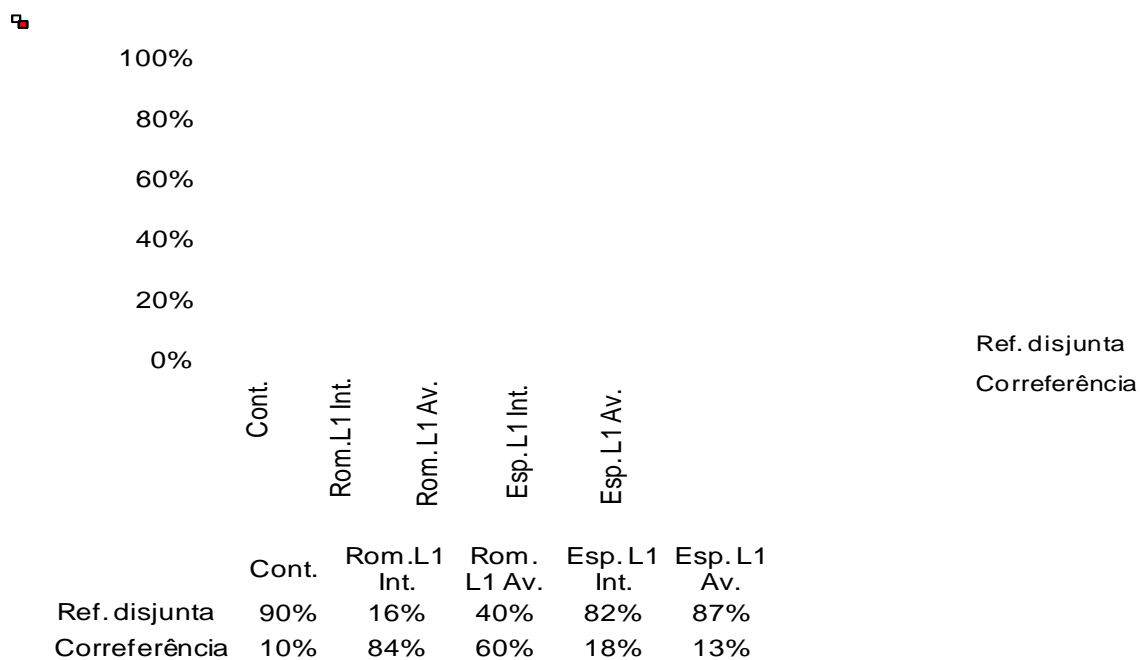 100%
80%
60%
40%
20%
0%
Ref. disjunta
Correferência
Cont.
Rom.L1 Int.
Rom. L1 Av.
Esp. L1 Int.
Esp. L1 Av.
Cont. Rom.L1 Int. Rom. L1 Av. Esp. L1 Int. Esp. L1 Av.
Ref. disjunta 90% 16% 40% 82% 87%
Correferência 10% 84% 60% 18% 13%